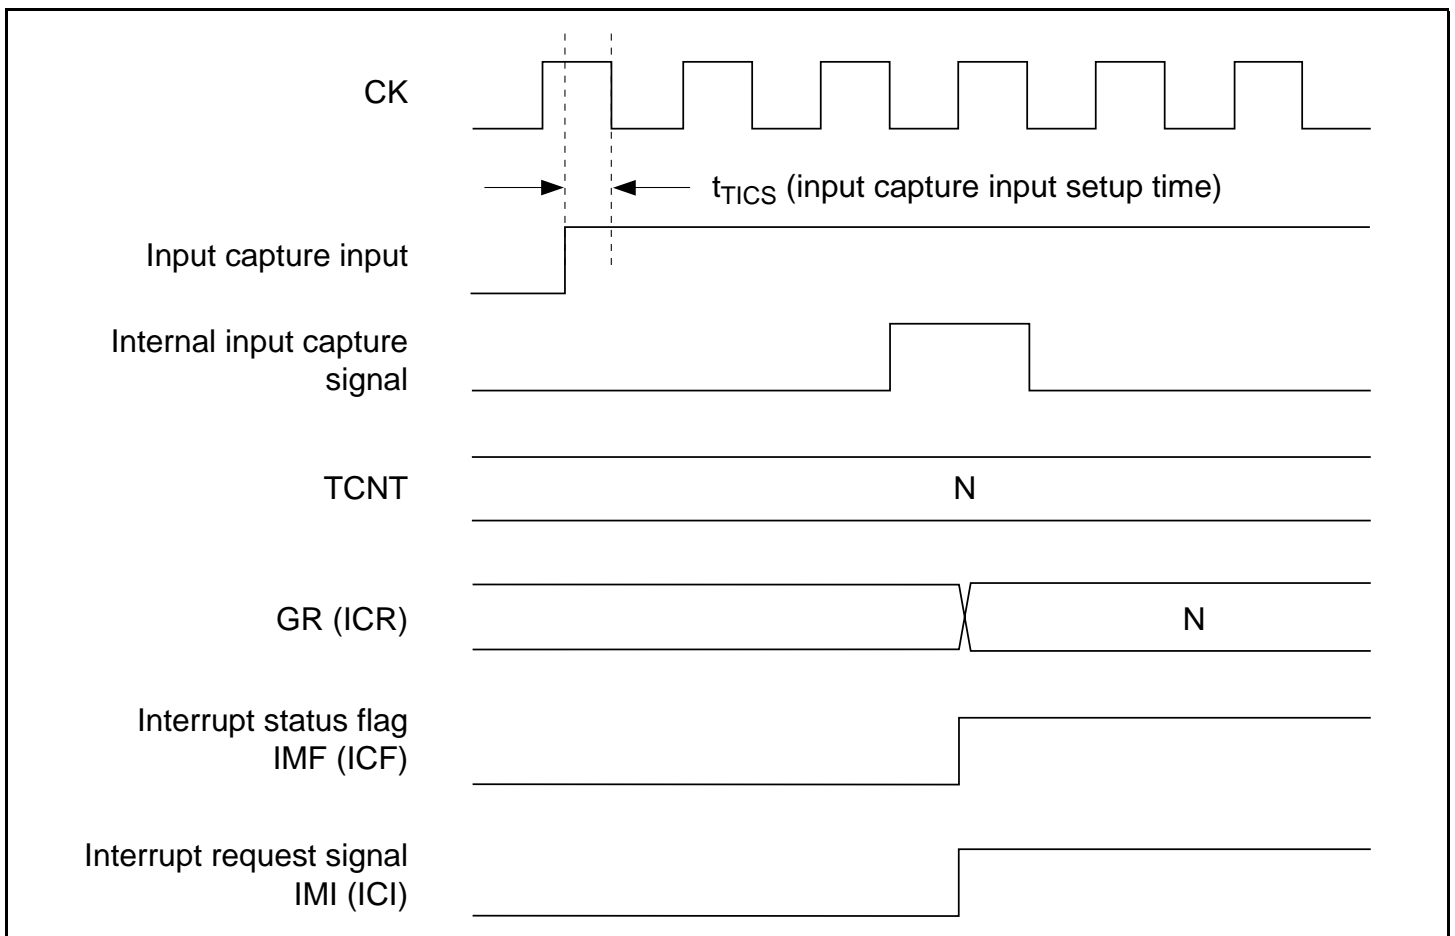 CK
tTICS (input capture input setup time)
Input capture input
Internal input capture
signal
TCNT
N
GR (ICR)
N
Interrupt status flag
IMF (ICF)
Interrupt request signal
IMI (ICI)